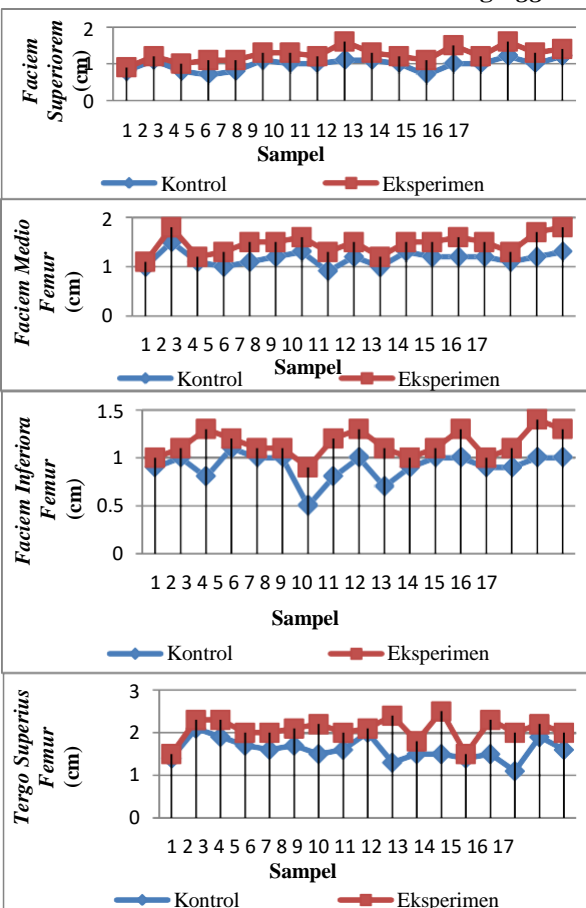 Faciem
Superiorem
(cm)
2
1
0
1 2 3 4 5 6 7 8 9 10 11 12 13 14 15 16 17
Sampel
Kontrol Eksperimen
Faciem Medio
Femur
(cm)
2
1
0
1 2 3 4 5 6 7 8 9 10 11 12 13 14 15 16 17
Sampel
Kontrol Eksperimen
Faciem Inferiora
Femur
(cm)
1.5
1
0.5
0
1 2 3 4 5 6 7 8 9 10 11 12 13 14 15 16 17
Sampel
Kontrol Eksperimen
Tergo Superius
Femur
(cm)
3
2
1
0
1 2 3 4 5 6 7 8 9 10 11 12 13 14 15 16 17
Sampel
Kontrol Eksperimen